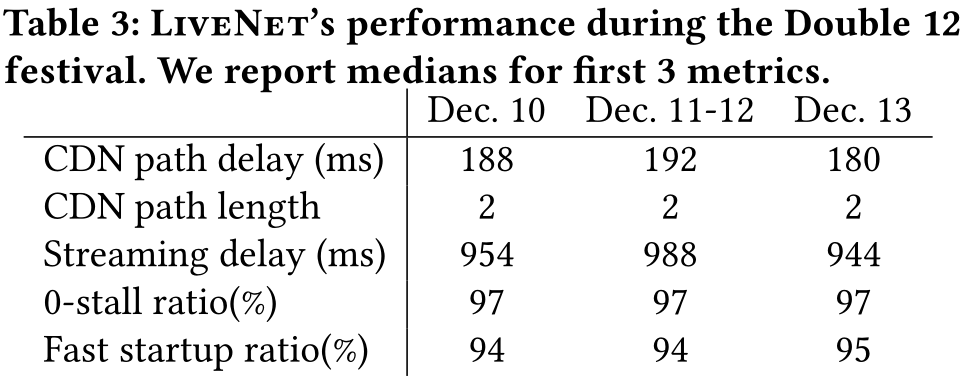 Table 3: LIVENET's performance during the Double 12
festival. We report medians for first 3 metrics.
Dec. 10 Dec. 11-12 Dec. 13
CDN path delay (ms) 188 192 180
CDN path length 2 2 2
Streaming delay (ms) 954 988 944
0-stall ratio(%) 97 97 97
Fast startup ratio(%) 94 94 95